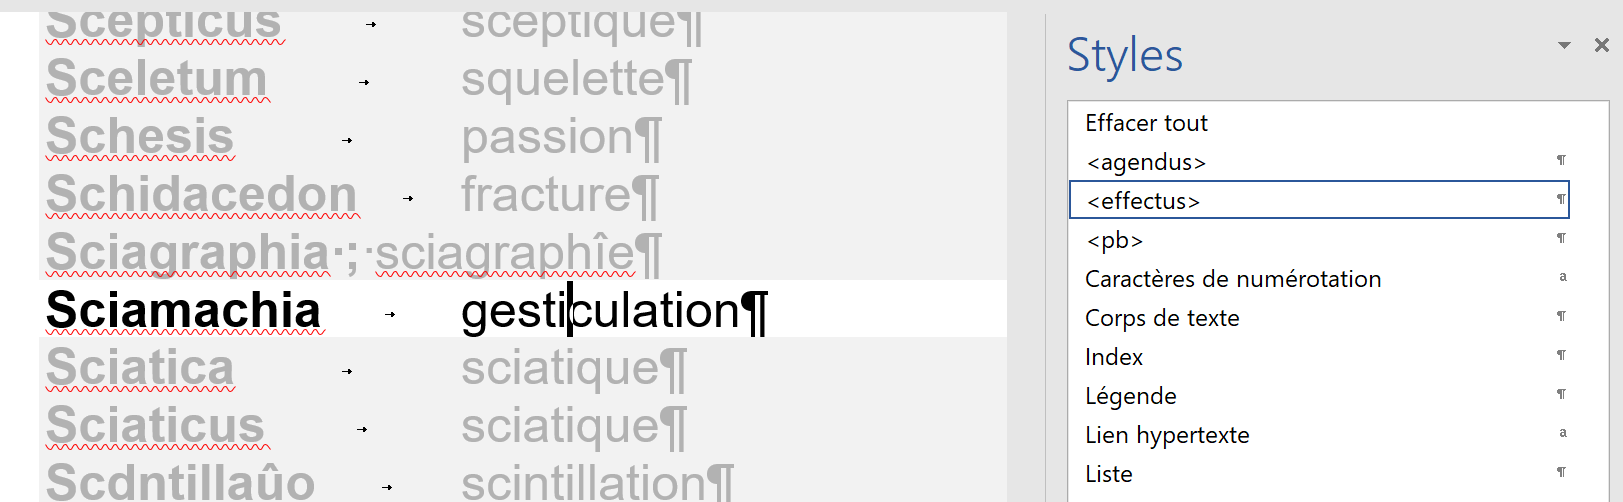 Scepticus → sceptique¶
Sceletum → squelette¶
Schesis → passion¶
Schidacedon → fracture¶
Sciagraphia·;·sciagraphîe¶
Sciamachia → gesticulation¶
Sciatica → sciatique¶
Sciaticus → sciatique¶
Scdntillaûo → scintillation¶
Styles
Effacer tout
<agendus> ¶
<effectus> ¶
<pb> ¶
Caractères de numérotation a
Corps de texte ¶
Index ¶
Légende ¶
Lien hypertexte a
Liste ¶